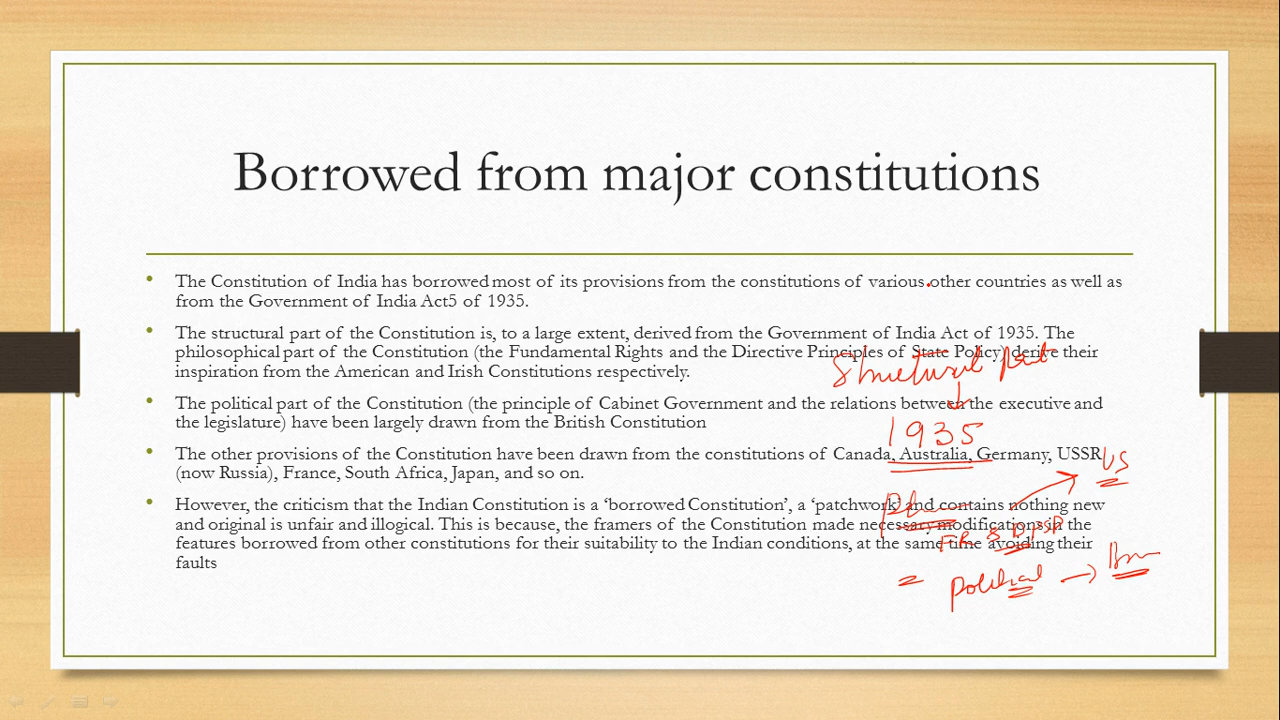 Borrowed from major constitutions
• The Constitution of India has borrowed most of its provisions from the constitutions of various other countries as well as
from the Government of India Act5 of 1935.
• The structural part of the Constitution is, to a large extent, derived from the Government of India Act of 1935. The
philosophical part of the Constitution (the Fundamental Rights and the Directive Principles of State Policy) derive their
inspiration from the American and Irish Constitutions respectively.
Structural part
• The political part of the Constitution (the principle of Cabinet Government and the relations between the executive and
the legislature) have been largely drawn from the British Constitution
1935
• The other provisions of the Constitution have been drawn from the constitutions of Canada, Australia, Germany, USSR
(now Russia), France, South Africa, Japan, and so on.
US
• However, the criticism that the Indian Constitution is a ‘borrowed Constitution’, a ‘patchwork’ and contains nothing new
and original is unfair and illogical. This is because, the framers of the Constitution made necessary modifications in the
features borrowed from other constitutions for their suitability to the Indian conditions, at the same time avoiding their
faults
FR & DPSP
Political →